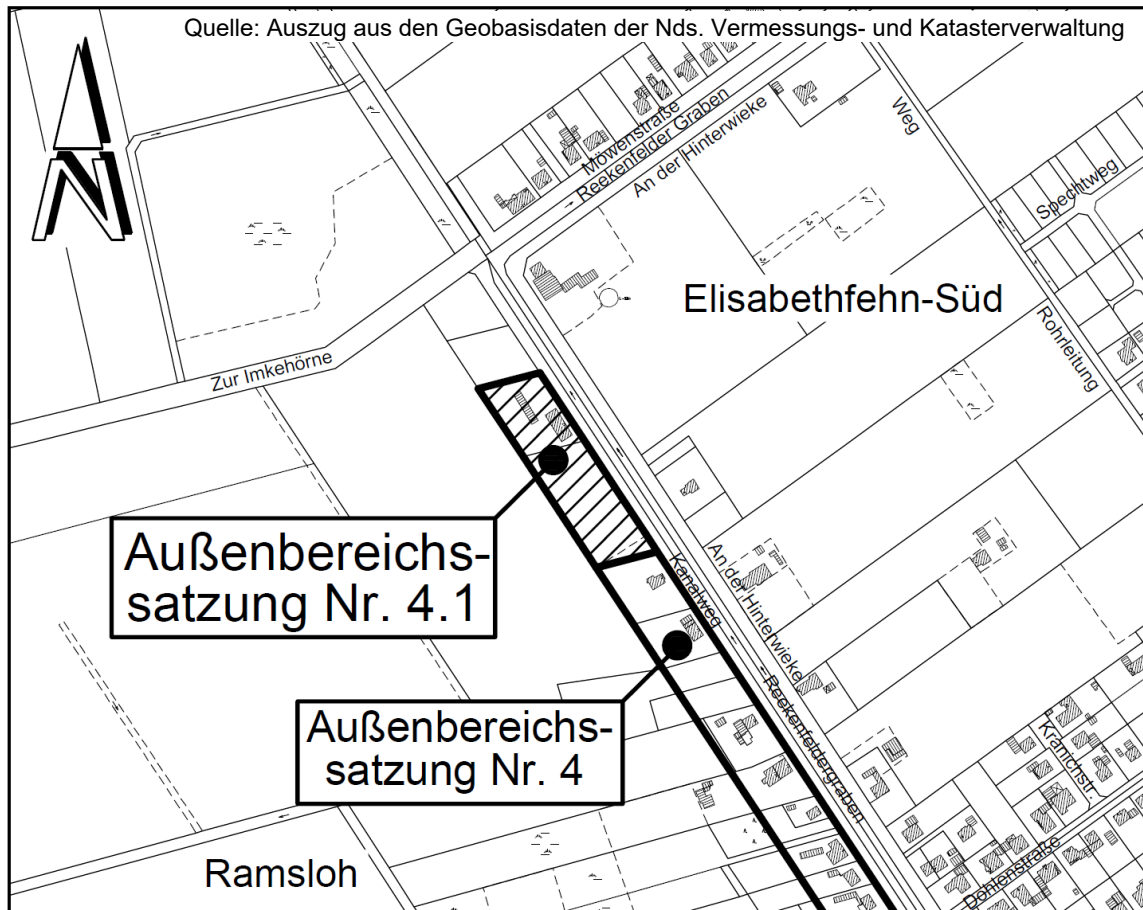 Quelle: Auszug aus den Geobasisdaten der Nds. Vermessungs- und Katasterverwaltung
N
Möwenstraße
Reekenfelder Graben
An der Hinterwieke
Weg
Spechtweg
Elisabethfehn-Süd
Rohrleitung
Zur Imkehörne
Außenbereichs-
satzung Nr. 4.1
Kanalweg
An der Hinterwieke
Reekenfeldergraben
Außenbereichs-
satzung Nr. 4
Kranichstr.
Dohlenstraße
Ramsloh